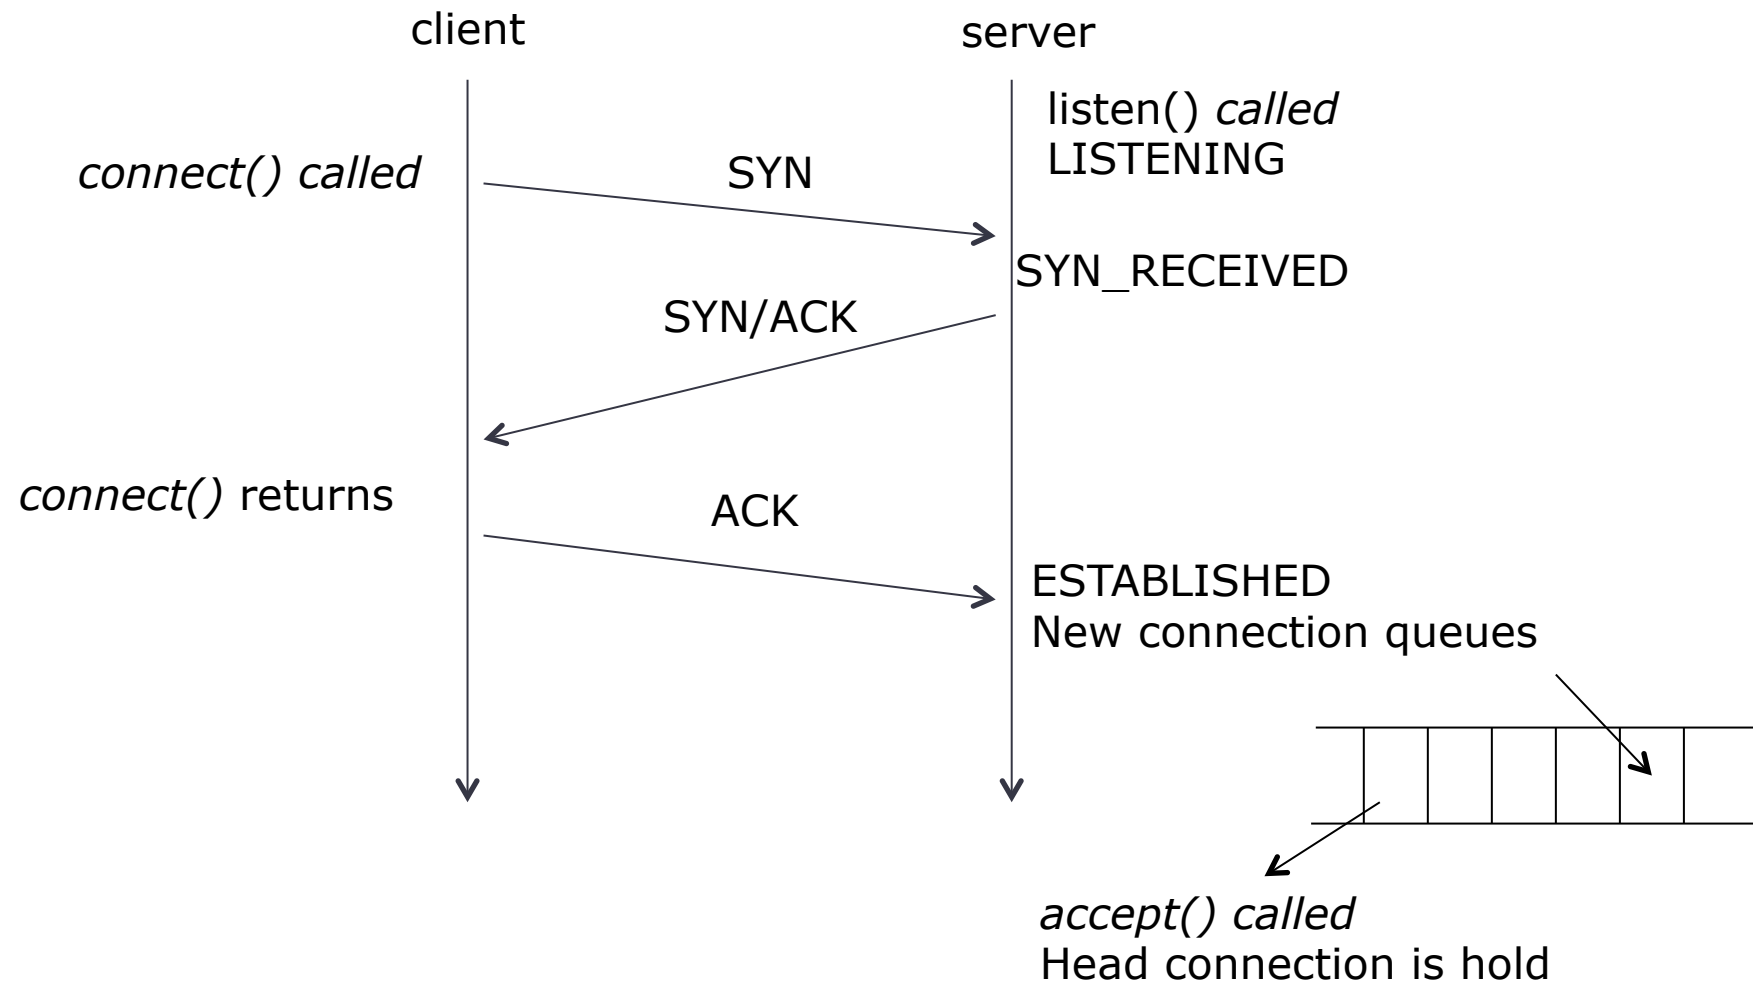 client
server
listen() called
LISTENING
connect() called
SYN
SYN_RECEIVED
SYN/ACK
connect() returns
ACK
ESTABLISHED
New connection queues
accept() called
Head connection is hold